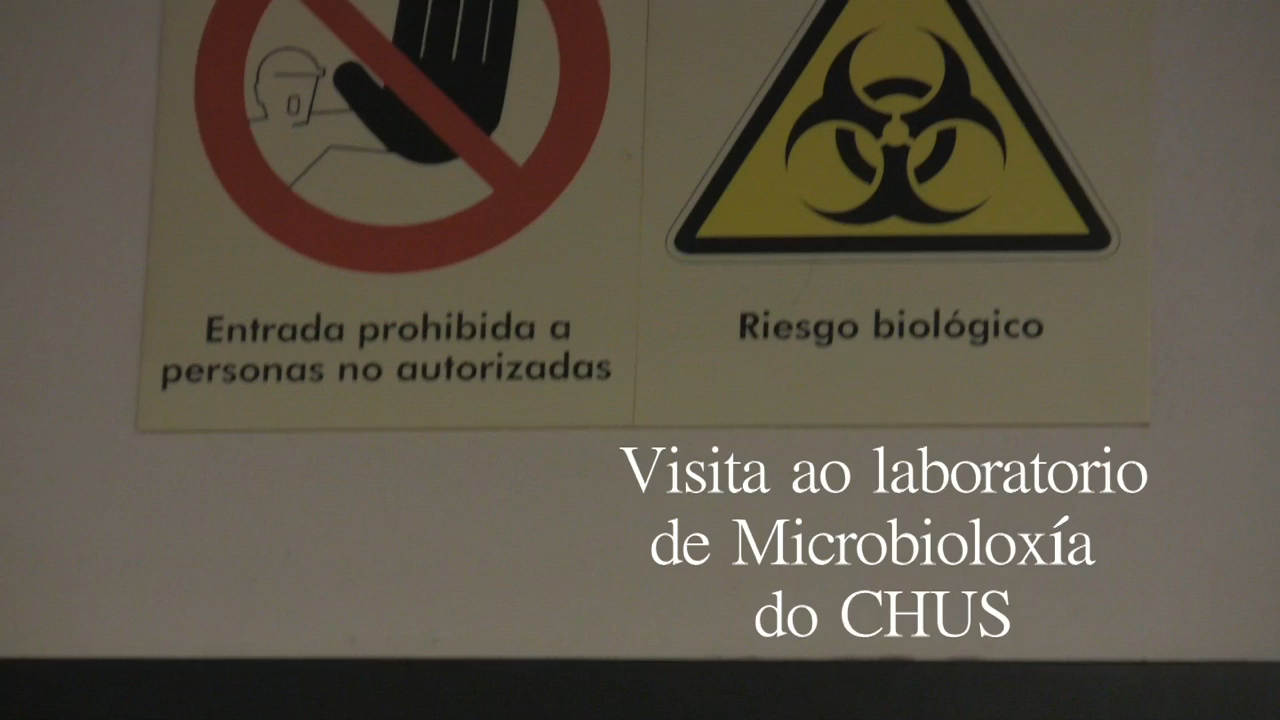 Entrada prohibida a
personas no autorizadas
Riesgo biológico
Visita ao laboratorio
de Microbioloxía
do CHUS